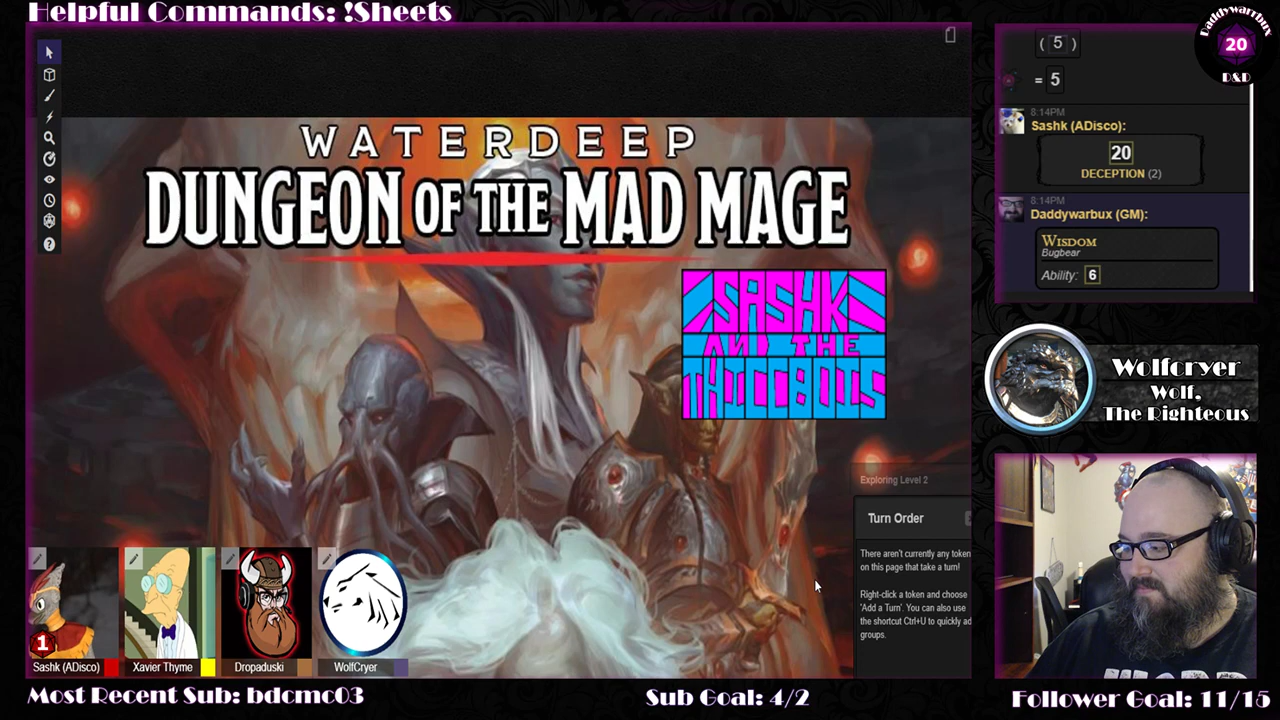 Helpful Commands: !Sheets
Daddywarrbux
20
D&D
( 5 )
= 5
8:14PM
Sashk (ADisco):
20
DECEPTION (2)
8:14PM
Daddywarbux (GM):
WISDOM
Bugbear
Ability: 6
WATERDEEP
DUNGEON OF THE MAD MAGE
SASHK
AND THE
THICCBOIS
Wolfcryer
Wolf,
The Righteous
Exploring Level 2
Turn Order
There aren't currently any token
on this page that take a turn!
Right-click a token and choose
'Add a Turn'. You can also use
the shortcut Ctrl+U to quickly ad
groups.
1
Sashk (ADisco)
Xavier Thyme
Dropaduski
WolfCryer
Most Recent Sub: bdcmc03
Sub Goal: 4/2
Follower Goal: 11/15